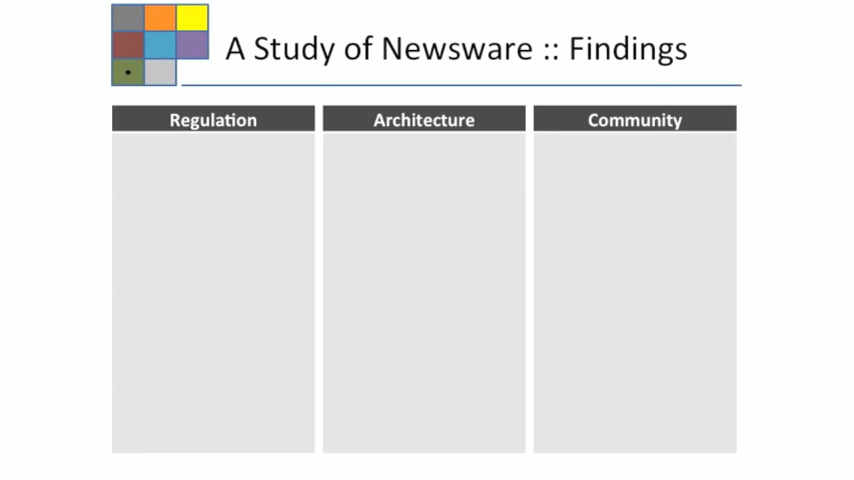 A Study of Newsware :: Findings
Regulation
Architecture
Community